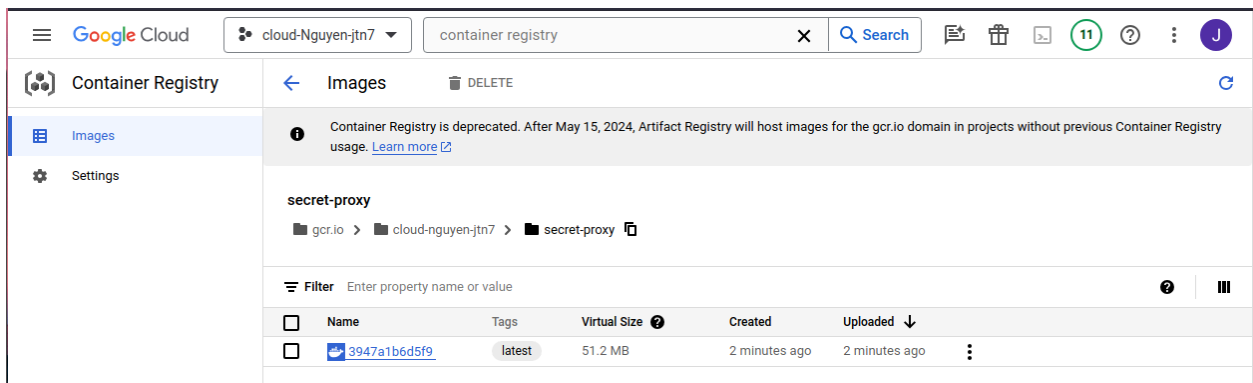 Google Cloud cloud-Nguyen-jtn7 container registry Search 11 J
Container Registry Images DELETE
Images
Settings
Container Registry is deprecated. After May 15, 2024, Artifact Registry will host images for the gcr.io domain in projects without previous Container Registry
usage. Learn more
secret-proxy
gcr.io cloud-nguyen-jtn7 secret-proxy
Filter Enter property name or value
Name Tags Virtual Size Created Uploaded
3947a1b6d5f9 latest 51.2 MB 2 minutes ago 2 minutes ago